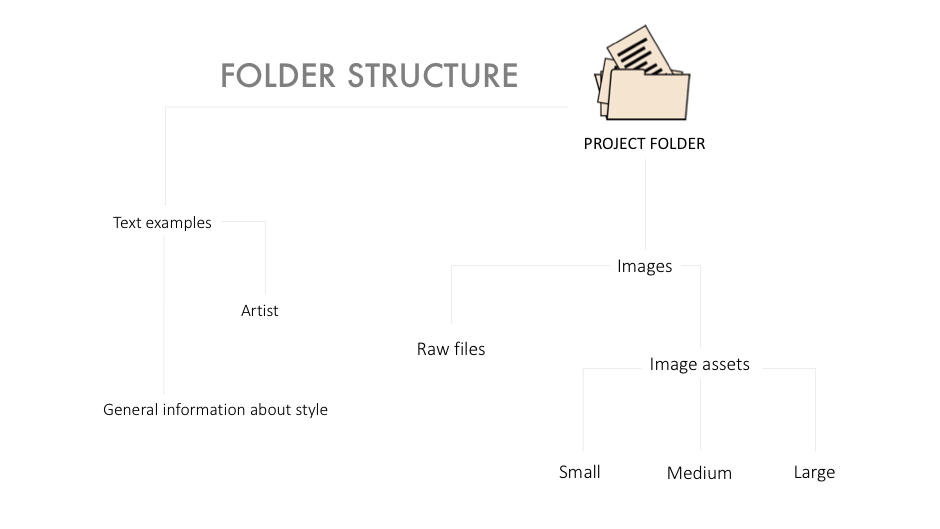 FOLDER STRUCTURE
PROJECT FOLDER
Text examples
Images
Artist
Raw files
Image assets
General information about style
Small
Medium
Large